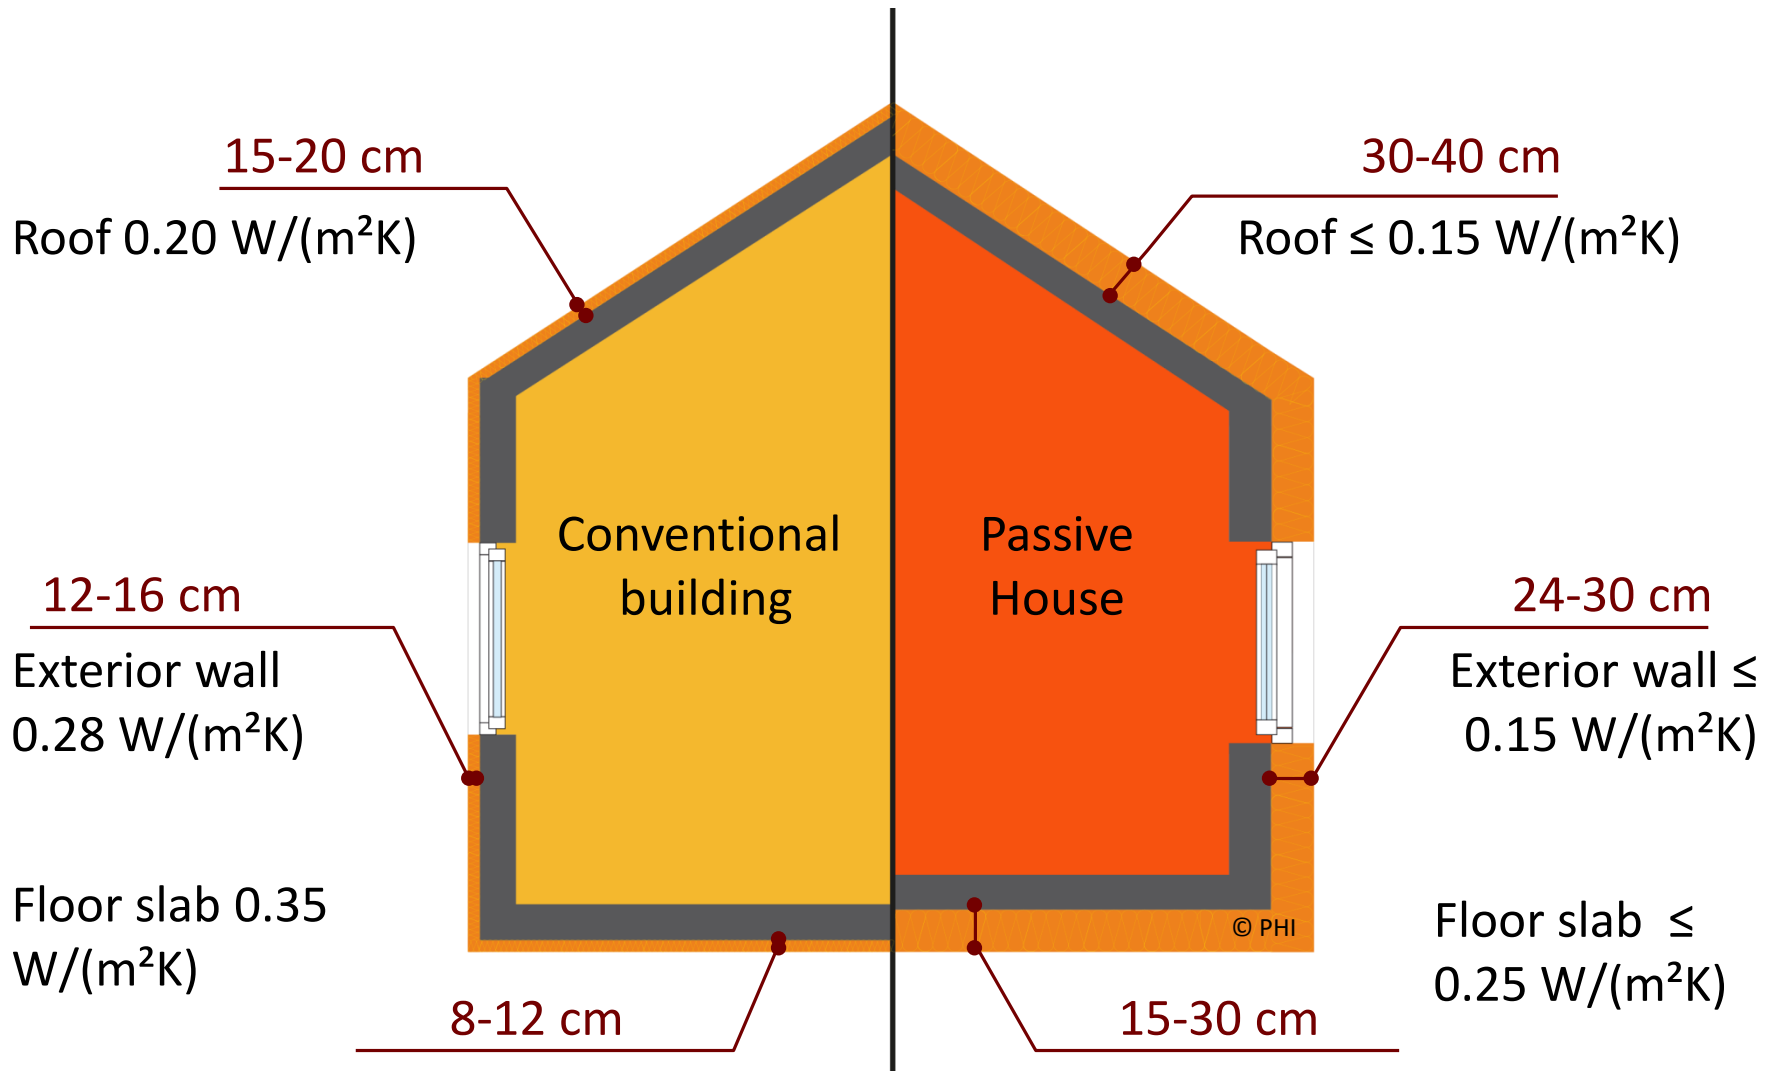 15-20 cm
Roof 0.20 W/(m²K)
30-40 cm
Roof ≤ 0.15 W/(m²K)
Conventional
building
Passive
House
12-16 cm
Exterior wall
0.28 W/(m²K)
24-30 cm
Exterior wall ≤
0.15 W/(m²K)
Floor slab 0.35
W/(m²K)
8-12 cm
© PHI
Floor slab ≤
0.25 W/(m²K)
15-30 cm